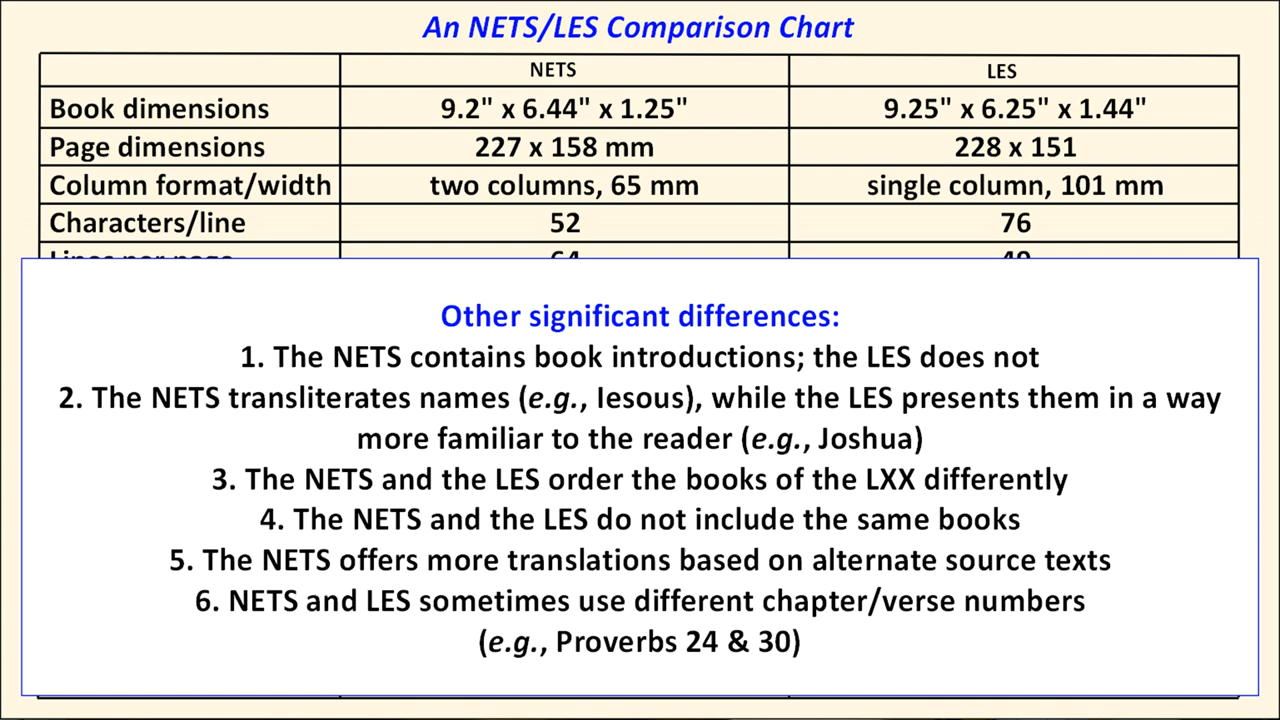 An NETS/LES Comparison Chart
NETS LES
Book dimensions 9.2" x 6.44" x 1.25" 9.25" x 6.25" x 1.44"
Page dimensions 227 x 158 mm 228 x 151
Column format/width two columns, 65 mm single column, 101 mm
Characters/line 52 76
Lines per page 64 49
Other significant differences:
1. The NETS contains book introductions; the LES does not
2. The NETS transliterates names (e.g., Iesous), while the LES presents them in a way
more familiar to the reader (e.g., Joshua)
3. The NETS and the LES order the books of the LXX differently
4. The NETS and the LES do not include the same books
5. The NETS offers more translations based on alternate source texts
6. NETS and LES sometimes use different chapter/verse numbers
(e.g., Proverbs 24 & 30)